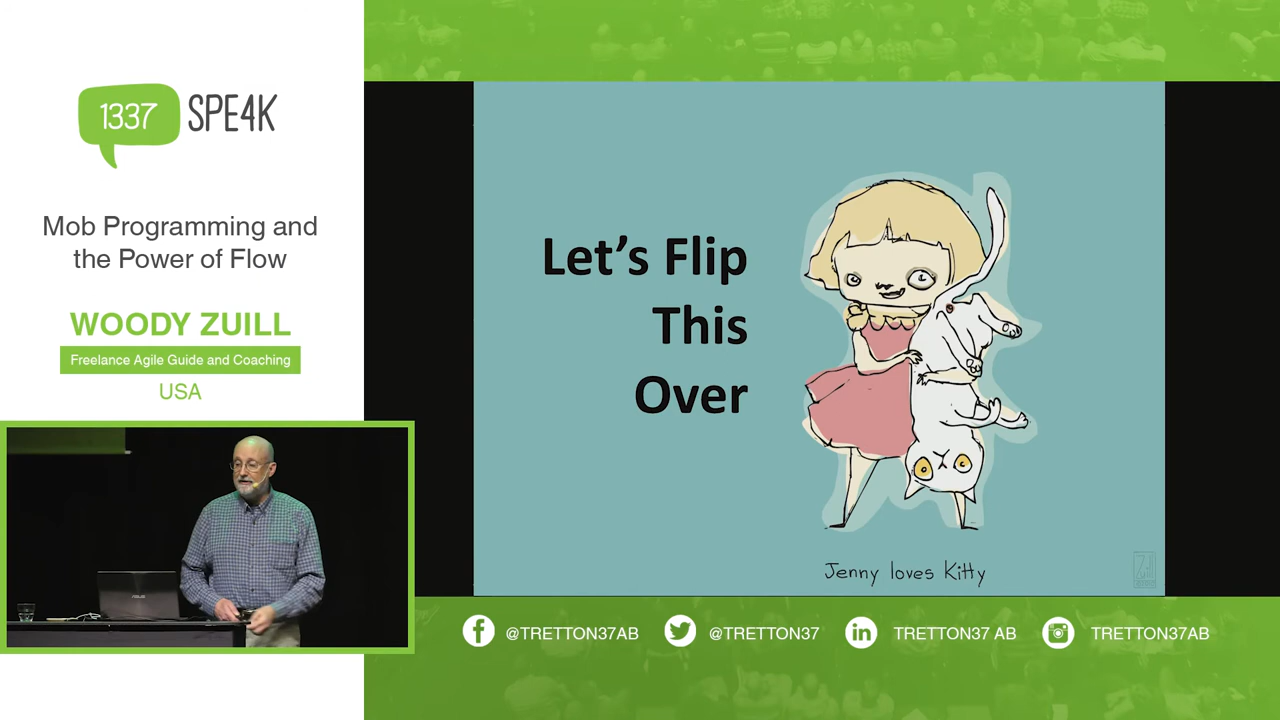 1337
SPE4K
Mob Programming and
the Power of Flow
WOODY ZUILL
Freelance Agile Guide and Coaching
USA
Let's Flip
This
Over
Jenny loves Kitty
ASUS
@TRETTON37AB
@TRETTON37
TRETTON37 AB
TRETTON37AB